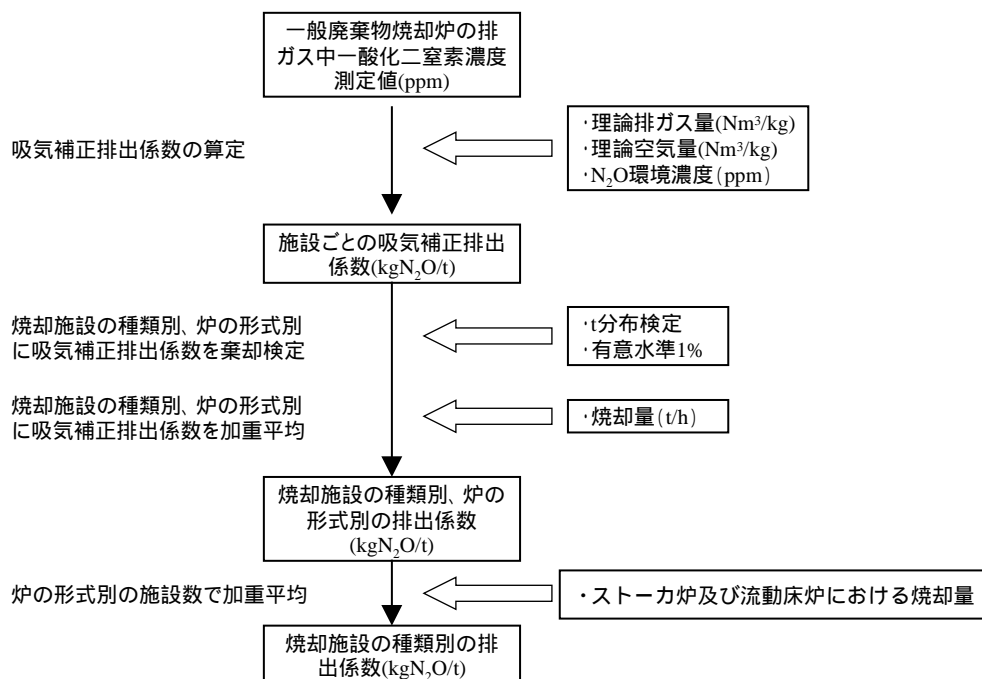 一般廃棄物焼却炉の排
ガス中一酸化二窒素濃度
測定値(ppm)
吸気補正排出係数の算定
･理論排ガス量(Nm³/kg)
･理論空気量(Nm³/kg)
･N₂O環境濃度(ppm)
施設ごとの吸気補正排出
係数(kgN₂O/t)
焼却施設の種類別、炉の形式別
に吸気補正排出係数を棄却検定
･t分布検定
･有意水準1%
焼却施設の種類別、炉の形式別
に吸気補正排出係数を加重平均
･焼却量(t/h)
焼却施設の種類別、炉の
形式別の排出係数
(kgN₂O/t)
炉の形式別の施設数で加重平均
・ストーカ炉及び流動床炉における焼却量
焼却施設の種類別の排
出係数(kgN₂O/t)